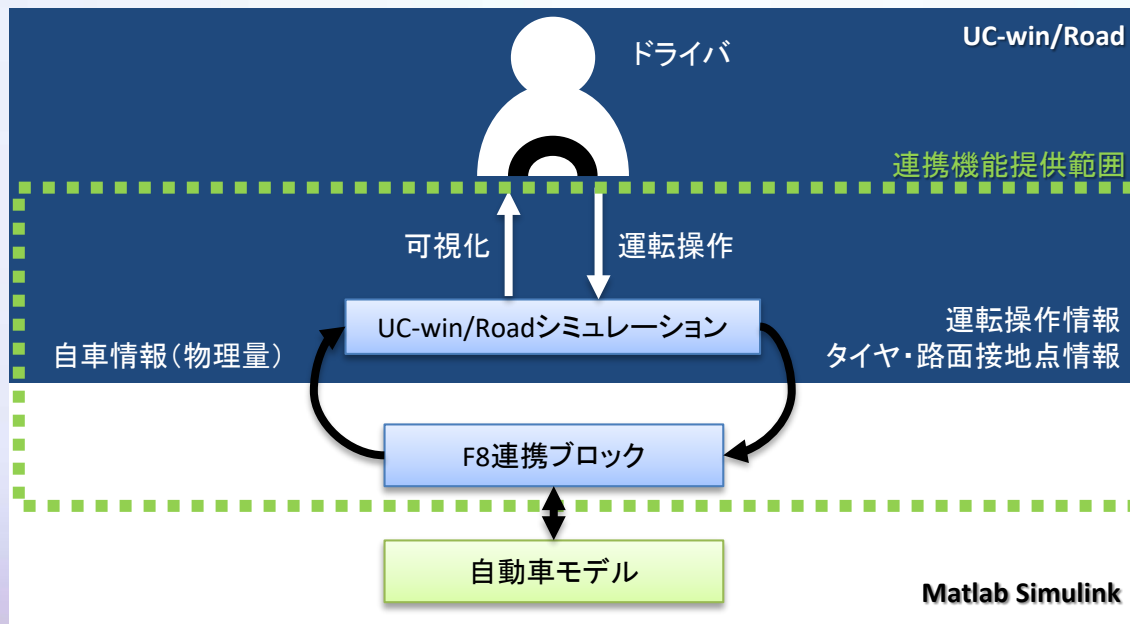 UC-win/Road
ドライバ
連携機能提供範囲
可視化
運転操作
UC-win/Roadシミュレーション
自車情報(物理量)
運転操作情報
タイヤ・路面接地点情報
F8連携ブロック
自動車モデル
Matlab Simulink